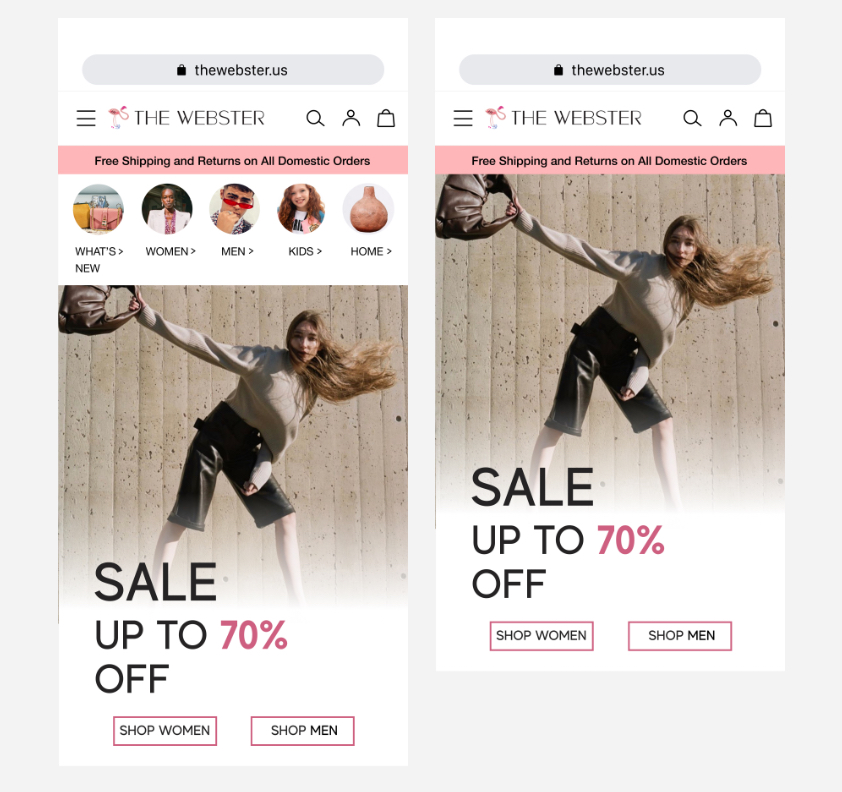 thewebster.us
THE WEBSTER
Free Shipping and Returns on All Domestic Orders
WHAT'S >
NEW
WOMEN >
MEN >
KIDS >
HOME >
SALE
UP TO 70%
OFF
SHOP WOMEN
SHOP MEN
thewebster.us
THE WEBSTER
Free Shipping and Returns on All Domestic Orders
SALE
UP TO 70%
OFF
SHOP WOMEN
SHOP MEN